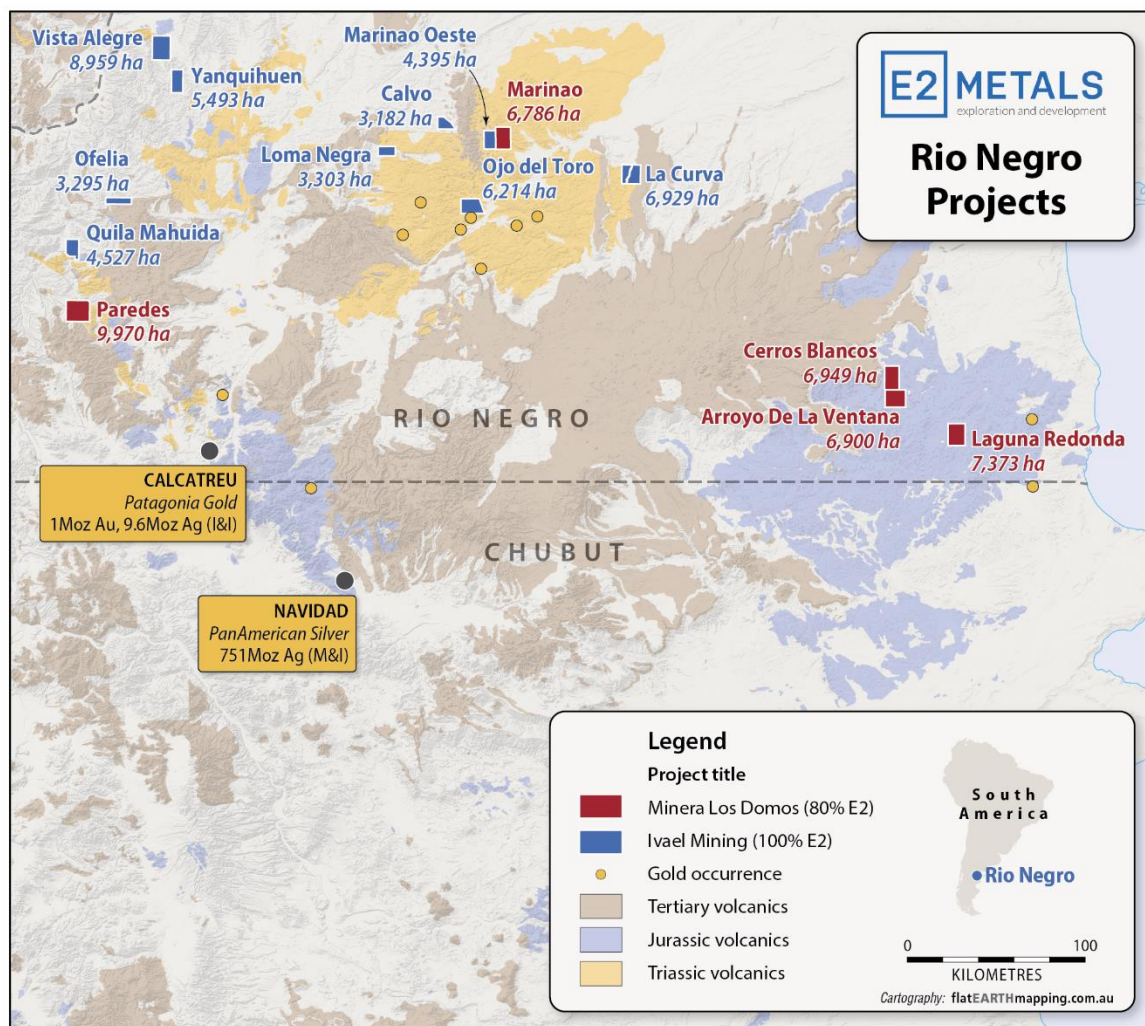 Vista Alegre
8,959 ha
Yanquihuen
5,493 ha
Marinao Oeste
4,395 ha
Calvo
3,182 ha
Marinao
6,786 ha
Loma Negra
3,303 ha
Ojo del Toro
6,214 ha
La Curva
6,929 ha
Ofelia
3,295 ha
Quila Mahuida
4,527 ha
Paredes
9,970 ha
E2 METALS
exploration and development
Rio Negro
Projects
Cerros Blancos
6,949 ha
Arroyo De La Ventana
6,900 ha
Laguna Redonda
7,373 ha
RIO NEGRO
CALCATREU
Patagonia Gold
1Moz Au, 9.6Moz Ag (I&I)
CHUBUT
NAVIDAD
PanAmerican Silver
751Moz Ag (M&I)
Legend
Project title
Minera Los Domos (80% E2)
Ivael Mining (100% E2)
Gold occurrence
Tertiary volcanics
Jurassic volcanics
Triassic volcanics
South
America
Rio Negro
0 100
KILOMETRES
Cartography: flatEARTHmapping.com.au